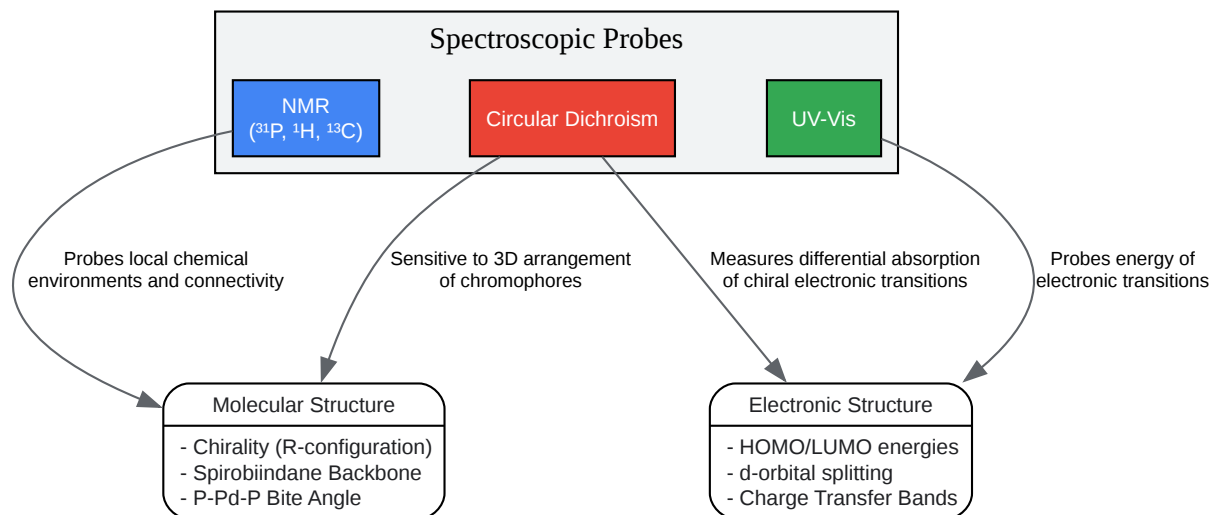 Spectroscopic Probes
NMR
(³¹P, ¹H, ¹³C)
Circular Dichroism
UV-Vis
Probes local chemical
environments and connectivity
Sensitive to 3D arrangement
of chromophores
Measures differential absorption
of chiral electronic transitions
Probes energy of
electronic transitions
Molecular Structure
- Chirality (R-configuration)
- Spirobiindane Backbone
- P-Pd-P Bite Angle
Electronic Structure
- HOMO/LUMO energies
- d-orbital splitting
- Charge Transfer Bands